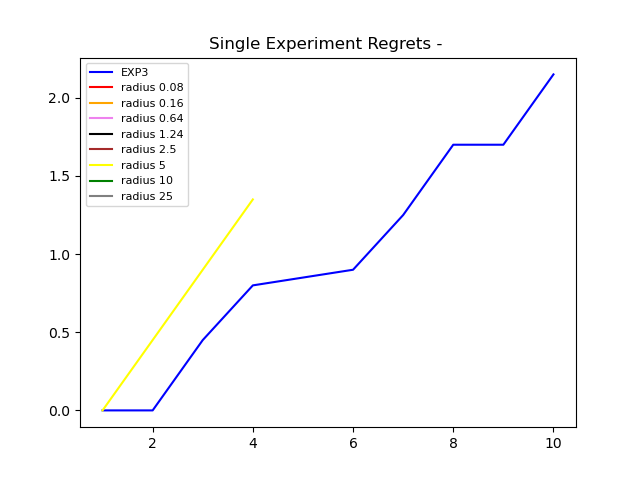 Single Experiment Regrets -
EXP3
radius 0.08
radius 0.16
radius 0.64
radius 1.24
radius 2.5
radius 5
radius 10
radius 25
2.0
1.5
1.0
0.5
0.0
2 4 6 8 10